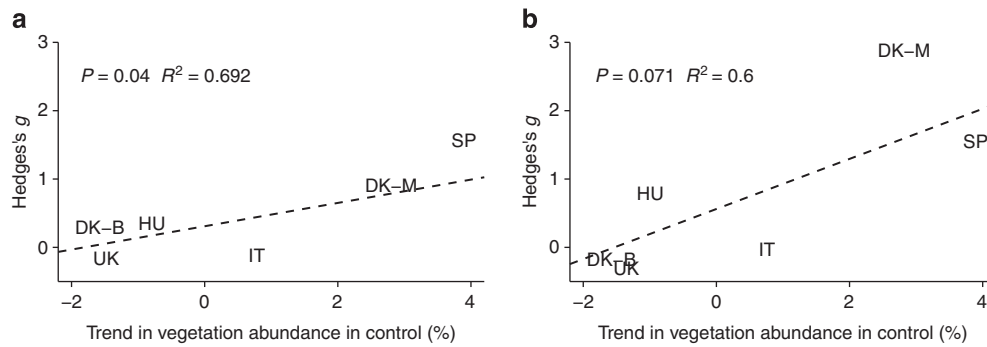 a
3
2
1
0
−2
0
2
4
Hedges's g
P = 0.04 R² = 0.692
SP
DK−M
DK−B
HU
UK
IT
Trend in vegetation abundance in control (%)
b
3
2
1
0
−2
0
2
4
Hedges's g
DK−M
P = 0.071 R² = 0.6
SP
HU
IT
DK−B
UK
Trend in vegetation abundance in control (%)